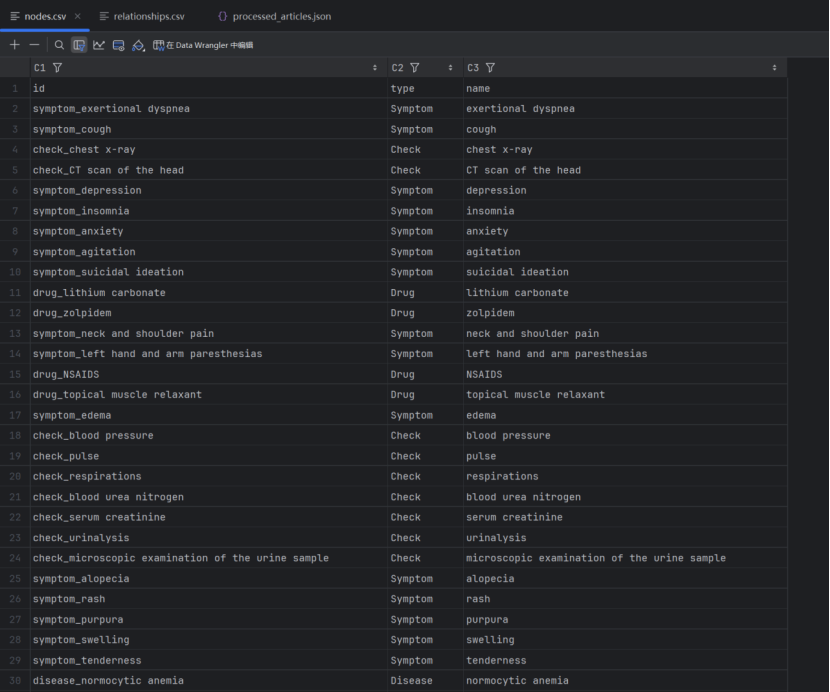 nodes.csv relationships.csv processed_articles.json
在 Data Wrangler 中编辑
C1 C2 C3
1 id type name
2 symptom_exertional dyspnea Symptom exertional dyspnea
3 symptom_cough Symptom cough
4 check_chest x-ray Check chest x-ray
5 check_CT scan of the head Check CT scan of the head
6 symptom_depression Symptom depression
7 symptom_insomnia Symptom insomnia
8 symptom_anxiety Symptom anxiety
9 symptom_agitation Symptom agitation
10 symptom_suicidal ideation Symptom suicidal ideation
11 drug_lithium carbonate Drug lithium carbonate
12 drug_zolpidem Drug zolpidem
13 symptom_neck and shoulder pain Symptom neck and shoulder pain
14 symptom_left hand and arm paresthesias Symptom left hand and arm paresthesias
15 drug_NSAIDS Drug NSAIDS
16 drug_topical muscle relaxant Drug topical muscle relaxant
17 symptom_edema Symptom edema
18 check_blood pressure Check blood pressure
19 check_pulse Check pulse
20 check_respirations Check respirations
21 check_blood urea nitrogen Check blood urea nitrogen
22 check_serum creatinine Check serum creatinine
23 check_urinalysis Check urinalysis
24 check_microscopic examination of the urine sample Check microscopic examination of the urine sample
25 symptom_alopecia Symptom alopecia
26 symptom_rash Symptom rash
27 symptom_purpura Symptom purpura
28 symptom_swelling Symptom swelling
29 symptom_tenderness Symptom tenderness
30 disease_normocytic anemia Disease normocytic anemia